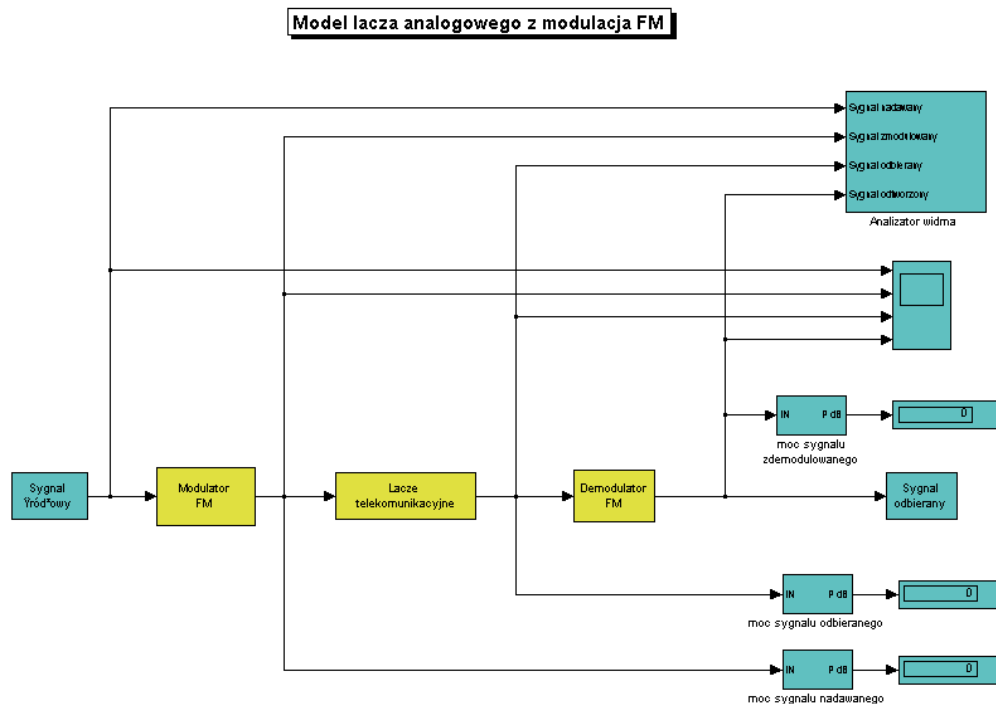 Model lacza analogowego z modulacja FM
Sygnal nadawany
Sygnal zmodulowany
Sygnal odbierany
Sygnal odtworzony
Analizator widma
IN P dB
0
moc sygnalu
zdemodulowanego
Sygnal
Ÿród*owy
Modulator
FM
Lacze
telekomunikacyjne
Demodulator
FM
Sygnal
odbierany
IN P dB
0
moc sygnalu odbieranego
IN P dB
0
moc sygnalu nadawanego